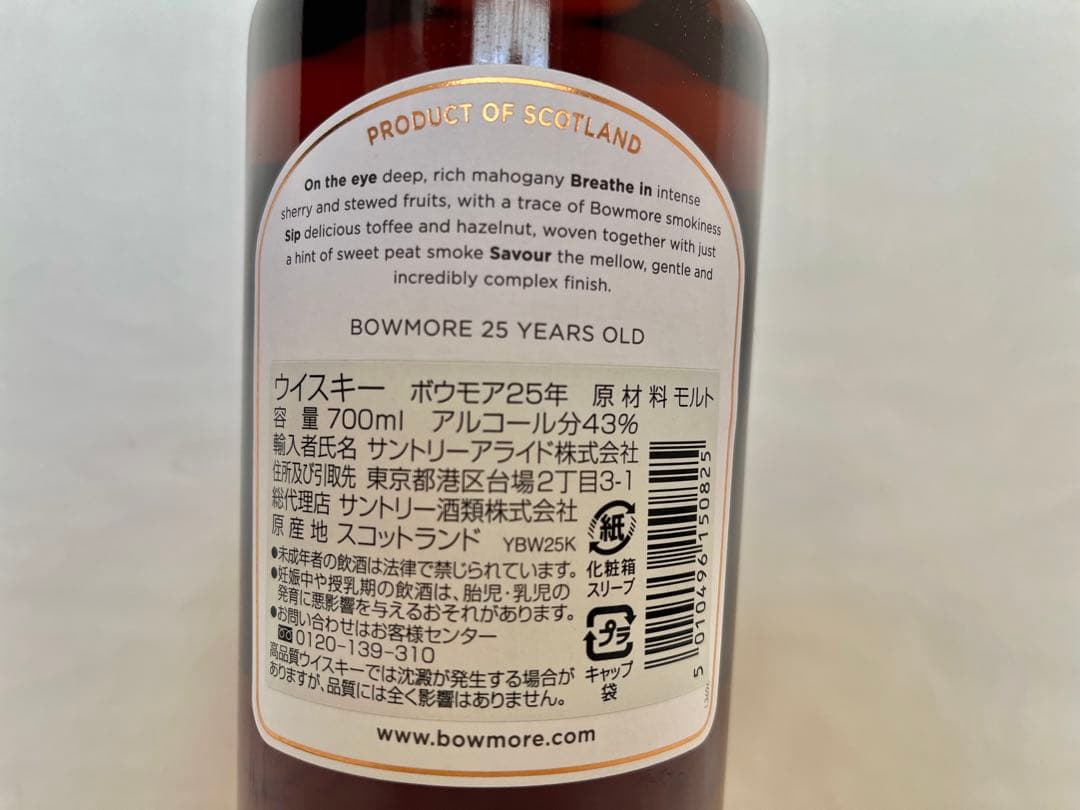 PRODUCT OF SCOTLAND
On the eye deep, rich mahogany Breathe in intense
sherry and stewed fruits, with a trace of Bowmore smokiness
Sip delicious toffee and hazelnut, woven together with just
a hint of sweet peat smoke Savour the mellow, gentle and
incredibly complex finish.
BOWMORE 25 YEARS OLD
ウイスキー ボウモア25年 原材料 モルト
容量 700ml アルコール分43%
輸入者氏名 サントリーアライド株式会社
住所及び引取先 東京都港区台場2丁目3-1
総代理店 サントリー酒類株式会社
原産地 スコットランド YBW25K
●未成年者の飲酒は法律で禁じられています。
●妊娠中や授乳期の飲酒は、胎児・乳児の
発育に悪影響を与えるおそれがあります。
●お問い合わせはお客様センター
0120-139-310
高品質ウイスキーでは沈澱が発生する場合が
ありますが、品質には全く影響はありません。
紙
化粧箱
スリーブ
プラ
キャップ
袋
5 010496 150825
www.bowmore.com